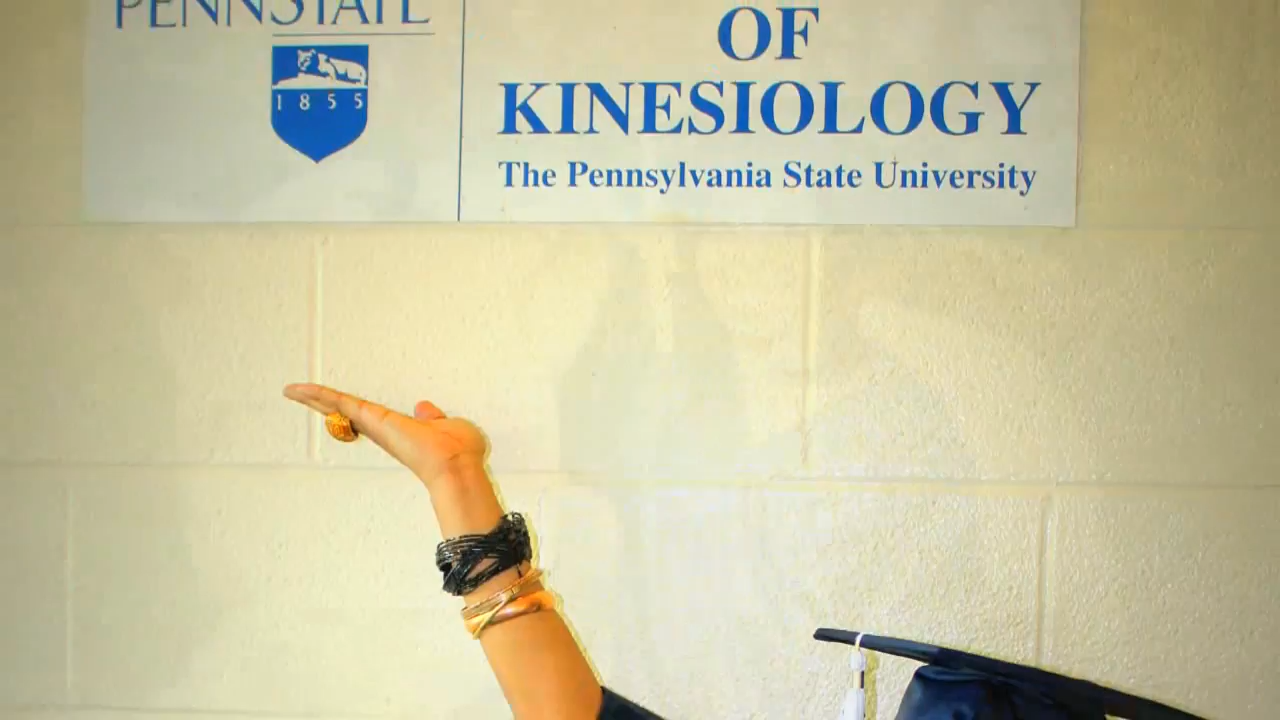 PENNSTATE
1855
OF
KINESIOLOGY
The Pennsylvania State University